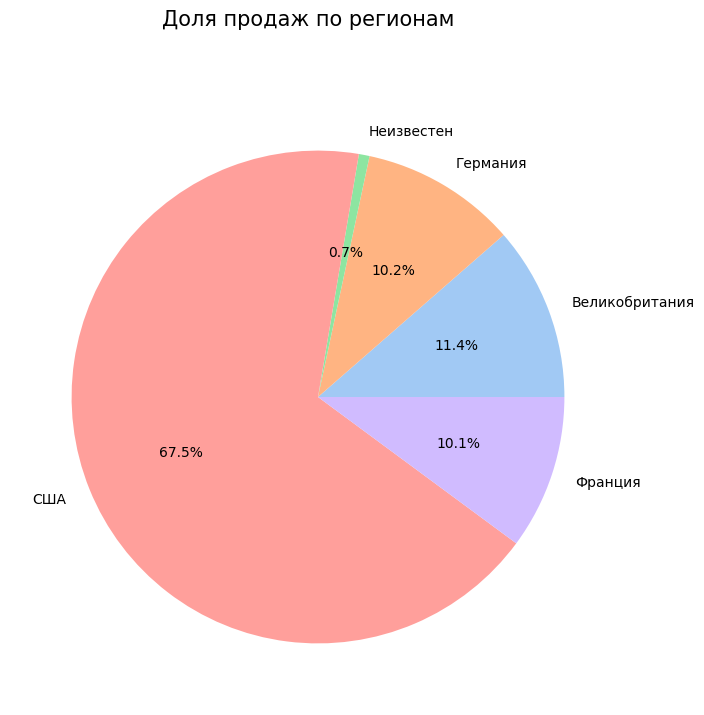 Доля продаж по регионам
Неизвестен
Германия
0.7%
10.2%
Великобритания
11.4%
10.1%
67.5%
Франция
США